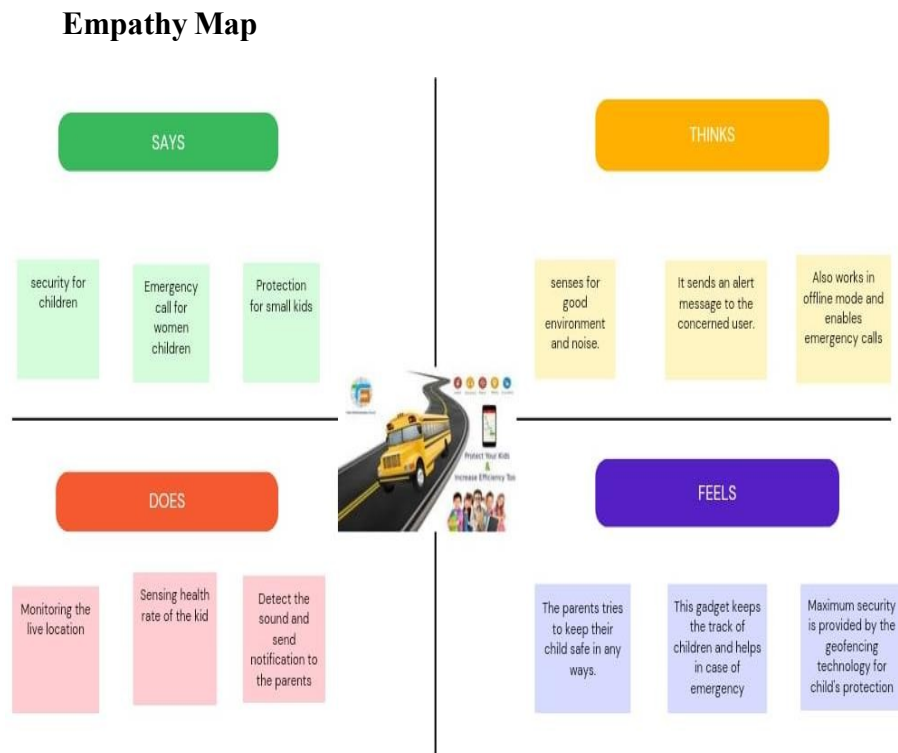 Empathy Map
SAYS
THINKS
security for
children
Emergency
call for
women
children
Protection
for small kids
senses for
good
environment
and noise.
It sends an alert
message to the
concerned user.
Also works in
offline mode and
enables
emergency calls
Protect Your Kids
&
Increase Efficiency Too
DOES
FEELS
Monitoring the
live location
Sensing health
rate of the kid
Detect the
sound and
send
notification to
the parents
The parents tries
to keep their
child safe in any
ways.
This gadget keeps
the track of
children and helps
in case of
emergency
Maximum security
is provided by the
geofencing
technology for
child's protection